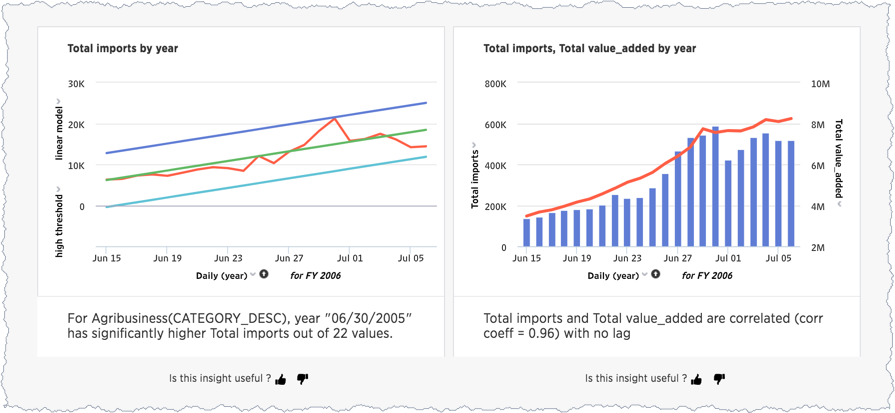 Total imports by year
30K
20K
10K
0
linear model
high threshold
Jun 15
Jun 19
Jun 23
Jun 27
Jul 01
Jul 05
Daily (year)
for FY 2006
For Agribusiness(CATEGORY_DESC), year "06/30/2005"
has significantly higher Total imports out of 22 values.
Is this insight useful ?
Total imports, Total value_added by year
800K
600K
400K
200K
0
Total imports
10M
8M
6M
4M
2M
Total value_added
Jun 15
Jun 19
Jun 23
Jun 27
Jul 01
Jul 05
Daily (year)
for FY 2006
Total imports and Total value_added are correlated (corr
coeff = 0.96) with no lag
Is this insight useful ?